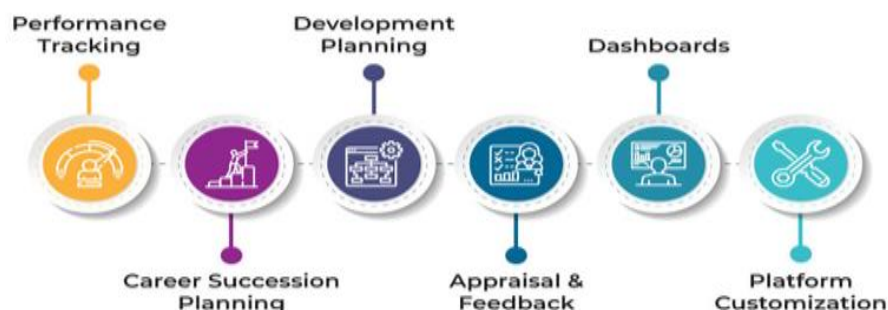 Performance
Tracking
Career Succession
Planning
Development
Planning
Appraisal &
Feedback
Dashboards
Platform
Customization